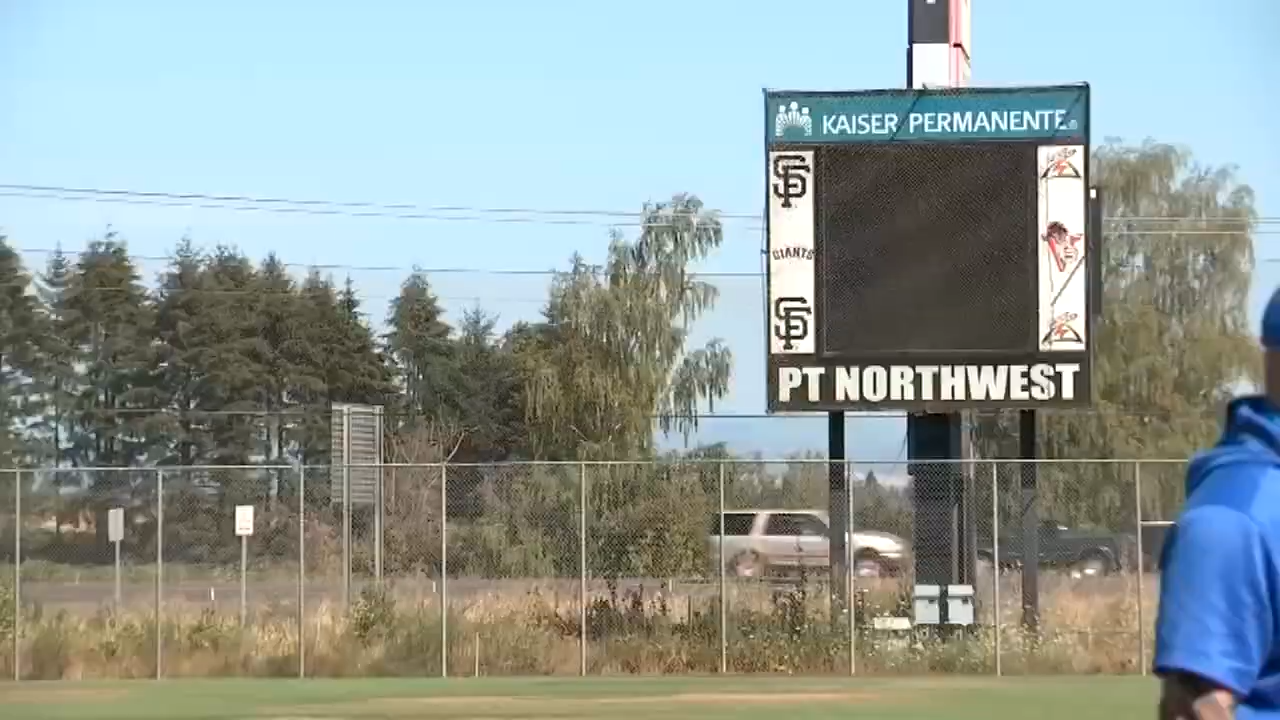 KAISER PERMANENTE®
SF
GIANTS
SF
PT NORTHWEST